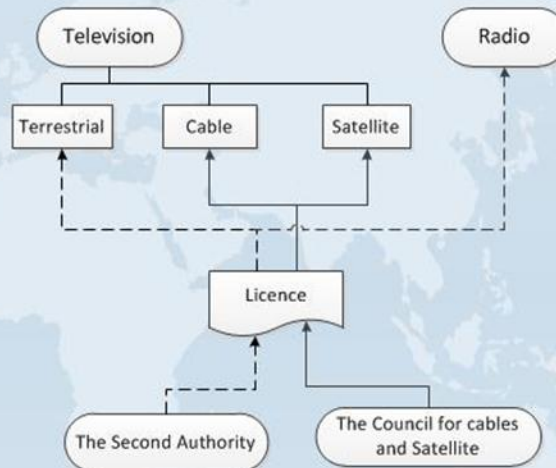 Television
Radio
Terrestrial
Cable
Satellite
Licence
The Second Authority
The Council for cables
and Satellite